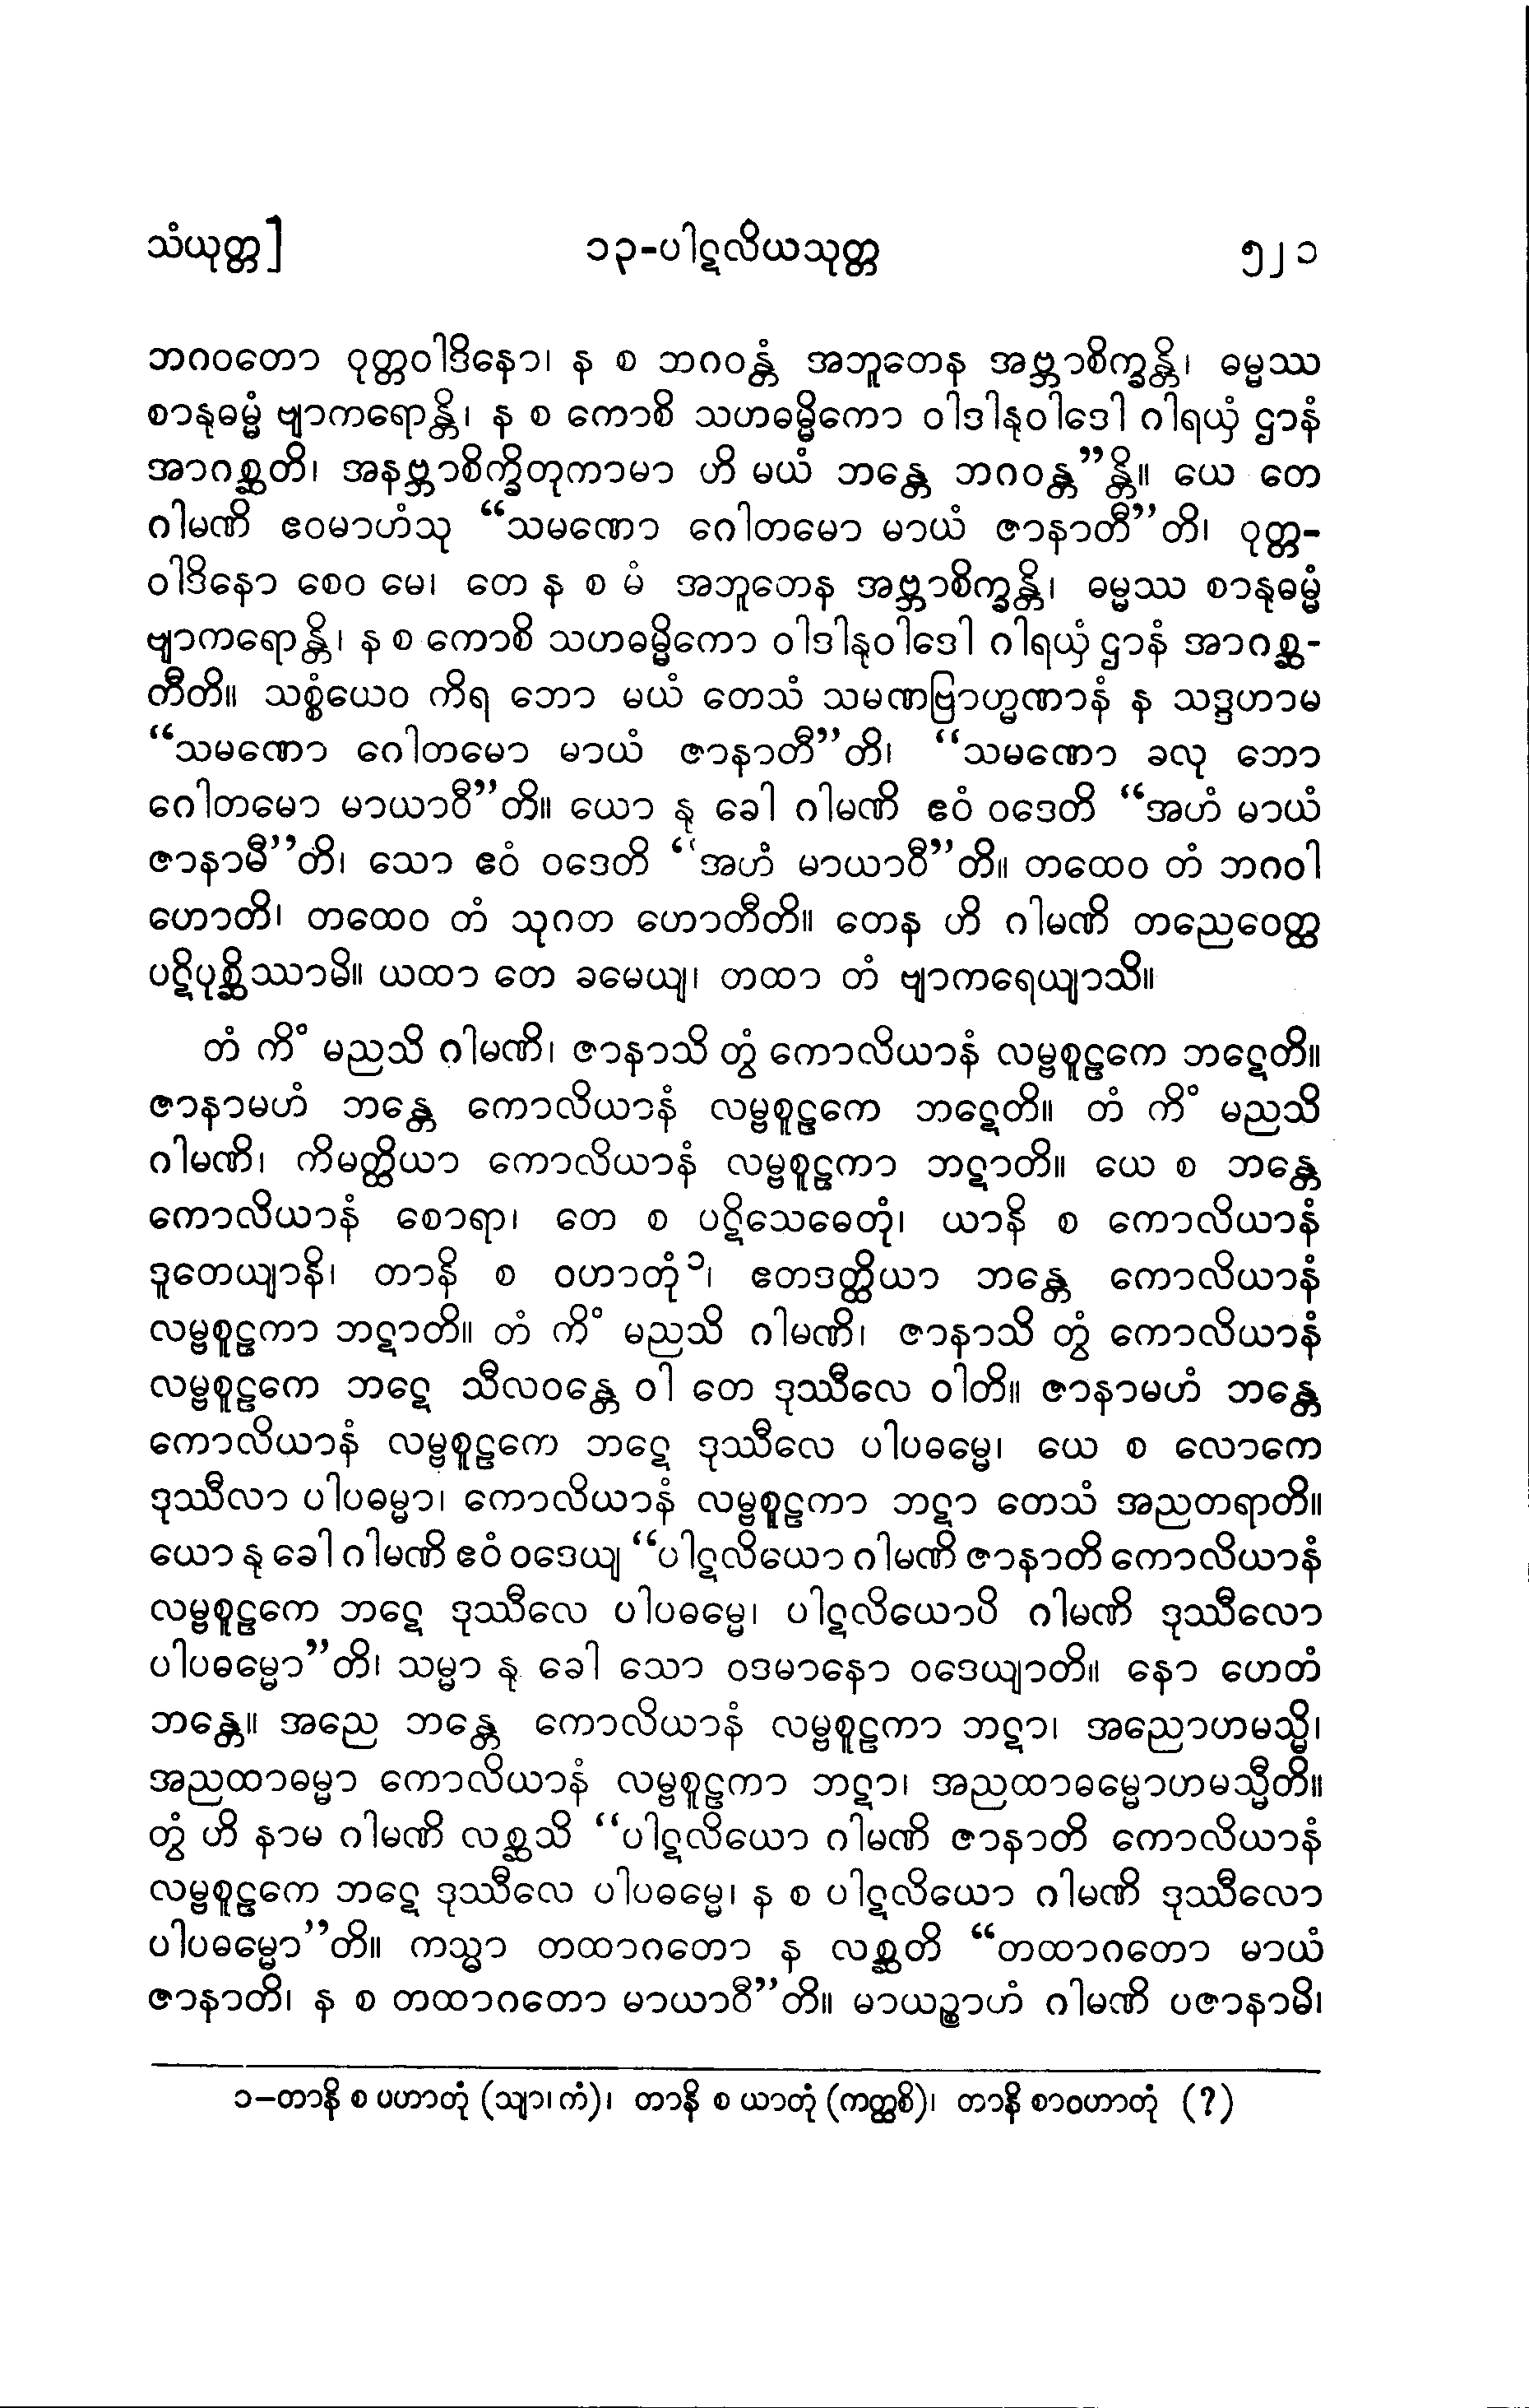 သံယုတ္တ] ၁၃-ပါဋလိယသုတ္တ ၅၂၁
ဘဂဝတော ဝုတ္တဝါဒိနော၊ န စ ဘဂဝန္တံ အဘူတေန အဗ္ဘာစိက္ခန္တိ၊ ဓမ္မဿ
စာနုဓမ္မံ ဗျာကရောန္တိ၊ န စ ကောစိ သဟဓမ္မိကော ဝါဒါနုဝါဒေါ ဂါရယှံ ဌာနံ
အာဂစ္ဆတိ၊ အနဗ္ဘာစိက္ခိတုကာမာ ဟိ မယံ ဘန္တေ ဘဂဝန္တ”န္တိ။ ယေ တေ
ဂါမဏိ ဧဝမာဟံသု “သမဏော ဂေါတမော မာယံ ဇာနာတီ”တိ၊ ဝုတ္တ-
ဝါဒိနော စေဝ မေ၊ တေ န စ မံ အဘူတေန အဗ္ဘာစိက္ခန္တိ၊ ဓမ္မဿ စာနုဓမ္မံ
ဗျာကရောန္တိ၊ န စ ကောစိ သဟဓမ္မိကော ဝါဒါနုဝါဒေါ ဂါရယှံ ဌာနံ အာဂစ္ဆ-
တီတိ။ သစ္စံယေဝ ကိရ ဘော မယံ တေသံ သမဏဗြာဟ္မဏာနံ န သဒ္ဒဟာမ
“သမဏော ဂေါတမော မာယံ ဇာနာတီ”တိ၊ “သမဏော ခလု ဘော
ဂေါတမော မာယာဝီ”တိ။ ယော နု ခေါ ဂါမဏိ ဧဝံ ဝဒေတိ “အဟံ မာယံ
ဇာနာမီ”တိ၊ သော ဧဝံ ဝဒေတိ “အဟံ မာယာဝီ”တိ။ တထေဝ တံ ဘဂဝါ
ဟောတိ၊ တထေဝ တံ သုဂတ ဟောတီတိ။ တေန ဟိ ဂါမဏိ တညေဝေတ္ထ
ပဋိပုစ္ဆိဿာမိ။ ယထာ တေ ခမေယျ၊ တထာ တံ ဗျာကရေယျာသိ။
တံ ကိံ မညသိ ဂါမဏိ၊ ဇာနာသိ တွံ ကောလိယာနံ လမ္ဗစူဠကေ ဘဋေတိ။
ဇာနာမဟံ ဘန္တေ ကောလိယာနံ လမ္ဗစူဠကေ ဘဋေတိ။ တံ ကိံ မညသိ
ဂါမဏိ၊ ကိမတ္ထိယာ ကောလိယာနံ လမ္ဗစူဠကာ ဘဋာတိ။ ယေ စ ဘန္တေ
ကောလိယာနံ စောရာ၊ တေ စ ပဋိသေဓေတုံ၊ ယာနိ စ ကောလိယာနံ
ဒူတေယျာနိ၊ တာနိ စ ဝဟာတုံ၁၊ ဧတဒတ္ထိယာ ဘန္တေ ကောလိယာနံ
လမ္ဗစူဠကာ ဘဋာတိ။ တံ ကိံ မညသိ ဂါမဏိ၊ ဇာနာသိ တွံ ကောလိယာနံ
လမ္ဗစူဠကေ ဘဋေ သီလဝန္တေ ဝါ တေ ဒုဿီလေ ဝါတိ။ ဇာနာမဟံ ဘန္တေ
ကောလိယာနံ လမ္ဗစူဠကေ ဘဋေ ဒုဿီလေ ပါပဓမ္မေ၊ ယေ စ လောကေ
ဒုဿီလာ ပါပဓမ္မာ၊ ကောလိယာနံ လမ္ဗစူဠကာ ဘဋာ တေသံ အညတရာတိ။
ယော နု ခေါ ဂါမဏိ ဧဝံ ဝဒေယျ “ပါဋလိယော ဂါမဏိ ဇာနာတိ ကောလိယာနံ
လမ္ဗစူဠကေ ဘဋေ ဒုဿီလေ ပါပဓမ္မေ၊ ပါဋလိယောပိ ဂါမဏိ ဒုဿီလော
ပါပဓမ္မော”တိ၊ သမ္မာ နု ခေါ သော ဝဒမာနော ဝဒေယျာတိ။ နော ဟေတံ
ဘန္တေ။ အညေ ဘန္တေ ကောလိယာနံ လမ္ဗစူဠကာ ဘဋာ၊ အညောဟမသ္မိ၊
အညထာဓမ္မာ ကောလိယာနံ လမ္ဗစူဠကာ ဘဋာ၊ အညထာဓမ္မောဟမသ္မီတိ။
တွံ ဟိ နာမ ဂါမဏိ လစ္ဆသိ “ပါဋလိယော ဂါမဏိ ဇာနာတိ ကောလိယာနံ
လမ္ဗစူဠကေ ဘဋေ ဒုဿီလေ ပါပဓမ္မေ၊ န စ ပါဋလိယော ဂါမဏိ ဒုဿီလော
ပါပဓမ္မော”တိ။ ကသ္မာ တထာဂတော န လစ္ဆတိ “တထာဂတော မာယံ
ဇာနာတိ၊ န စ တထာဂတော မာယာဝီ”တိ။ မာယဉ္စာဟံ ဂါမဏိ ပဇာနာမိ၊
၁-တာနိ စ ပဟာတုံ (သျာ၊ ကံ)၊ တာနိ စ ယာတုံ (ကတ္ထစိ)၊ တာနိ စာဝဟာတုံ (?)